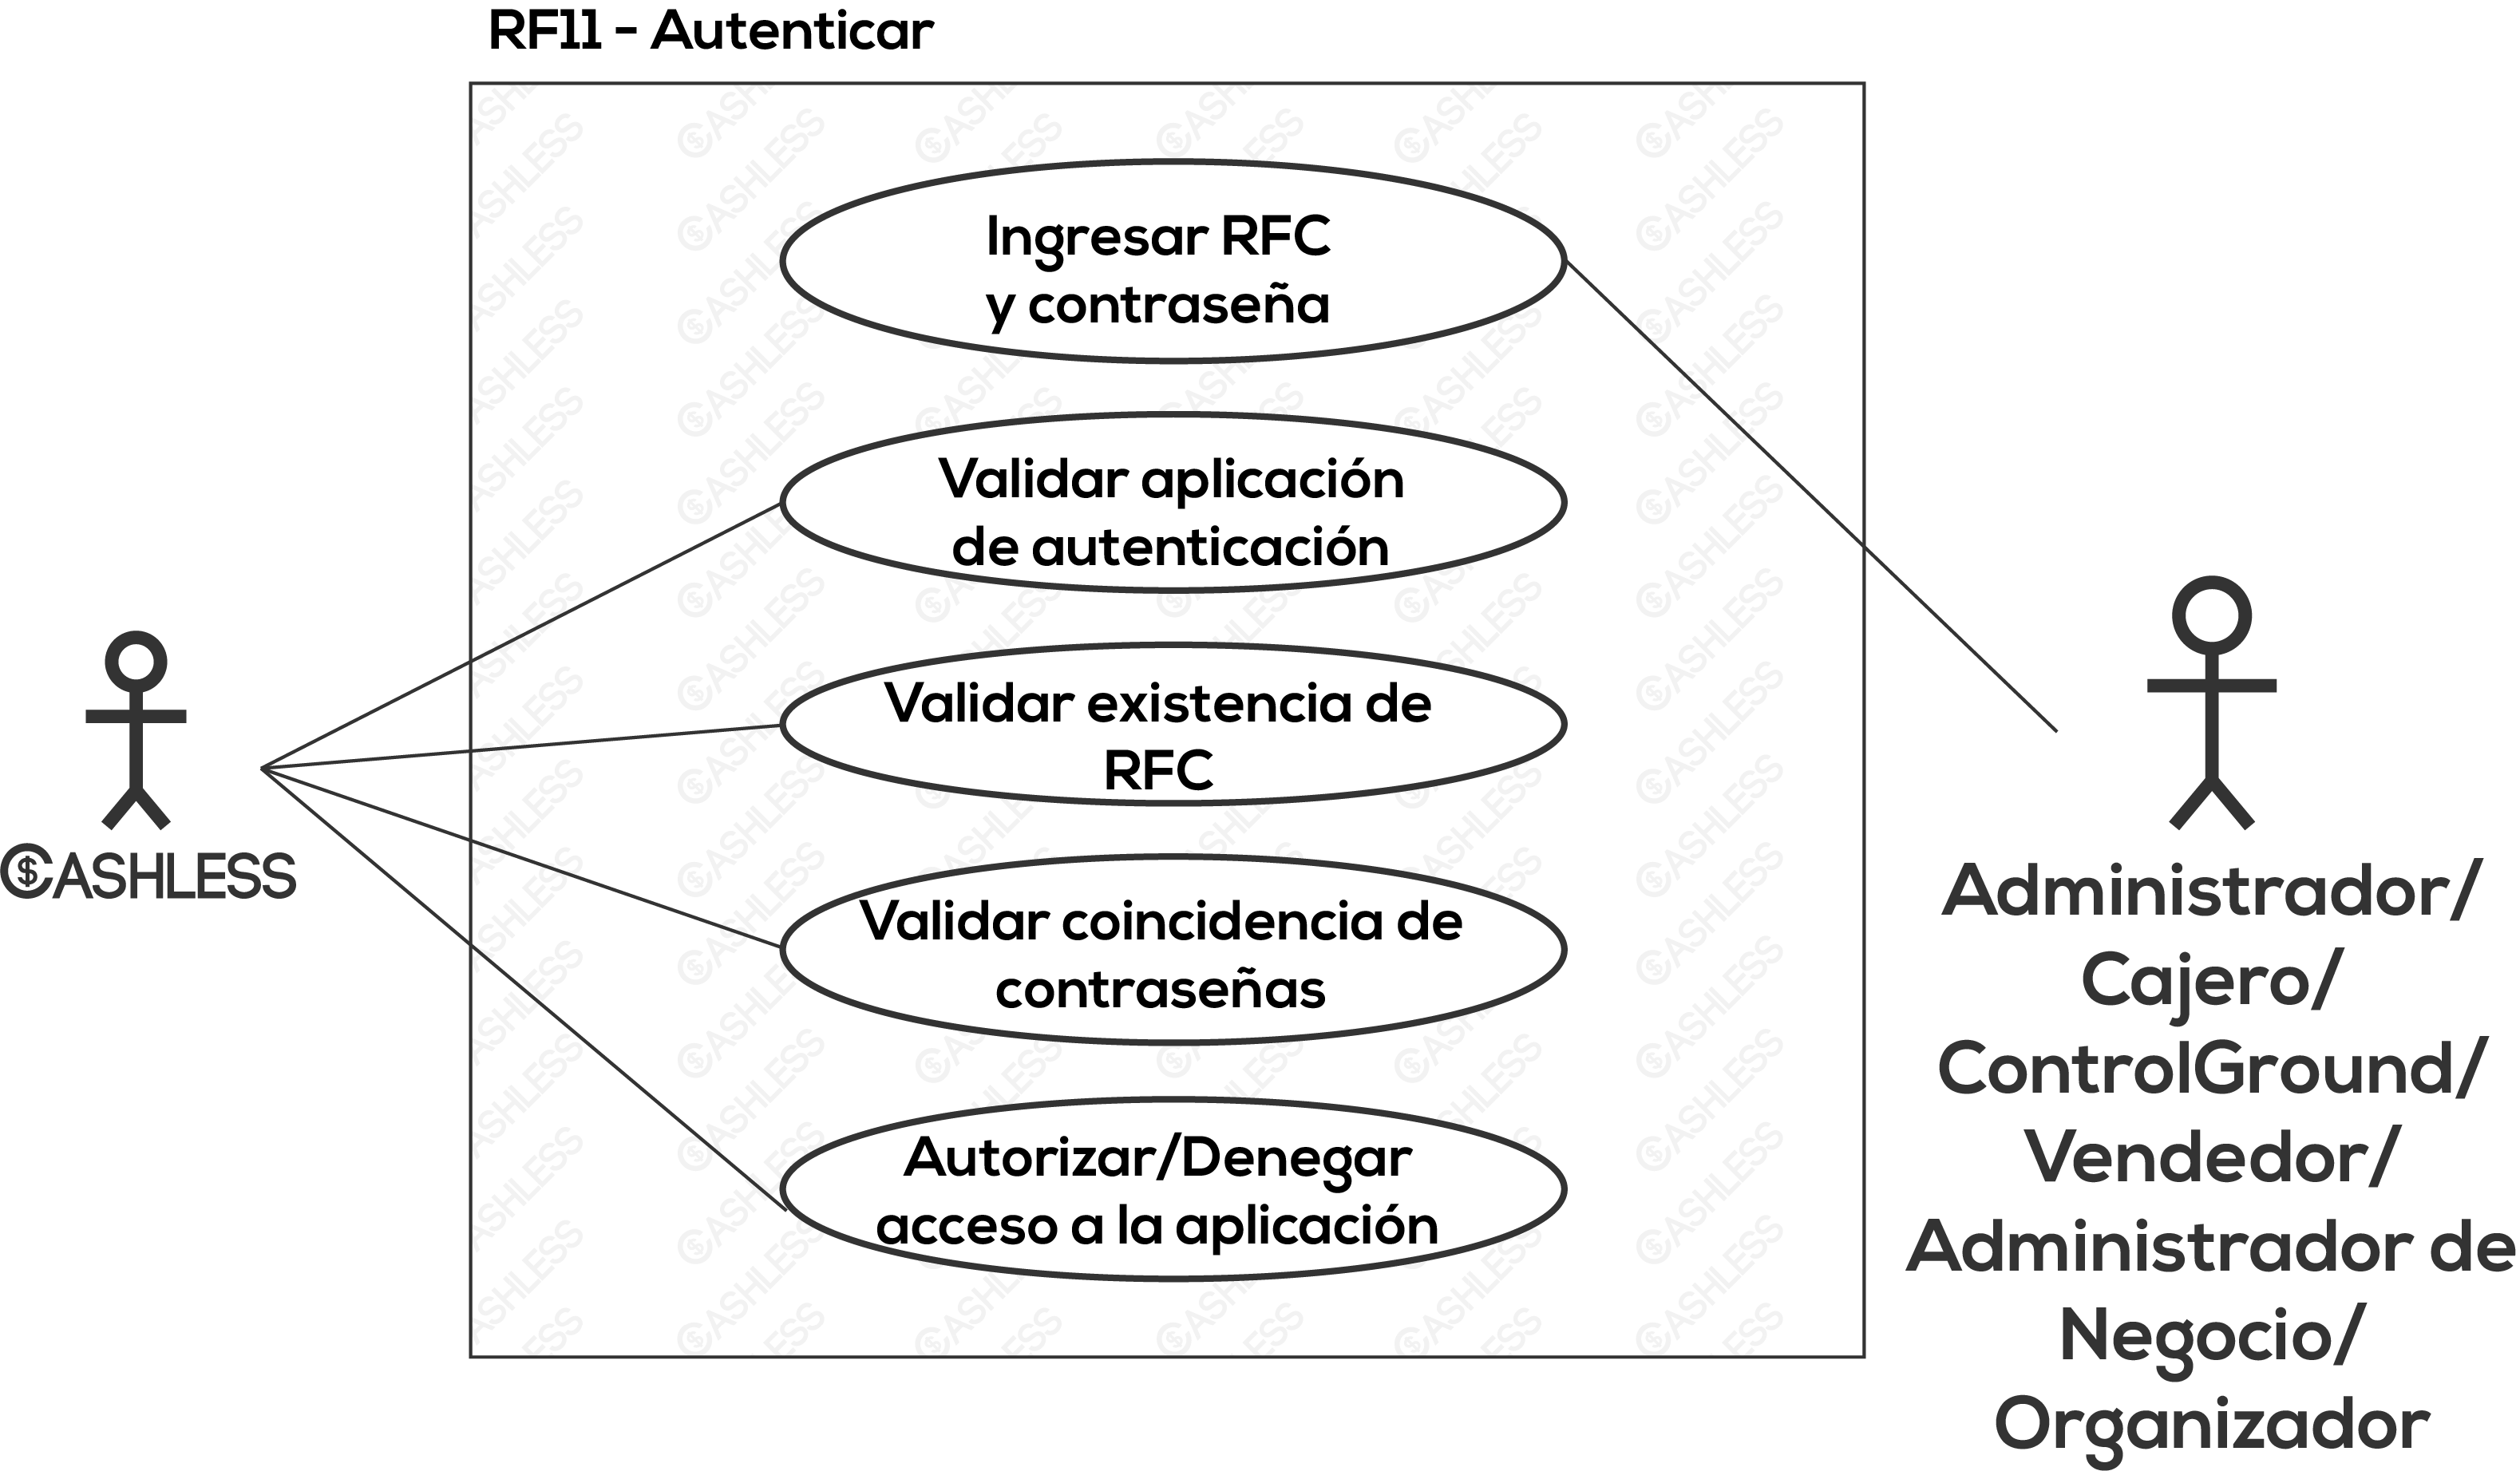 RF11 - Autenticar
Ingresar RFC
y contraseña
Validar aplicación
de autenticación
Validar existencia de
RFC
Validar coincidencia de
contraseñas
Autorizar/Denegar
acceso a la aplicación
CASHLESS
Administrador/
Cajero/
ControlGround/
Vendedor/
Administrador de
Negocio/
Organizador